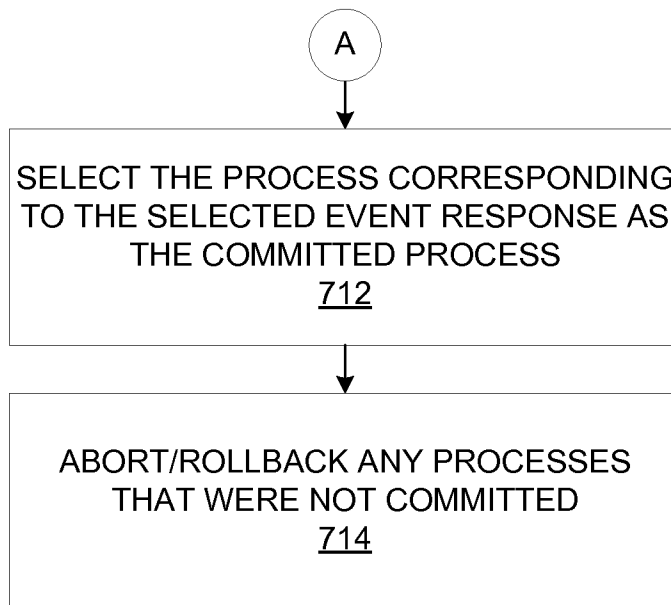 A
SELECT THE PROCESS CORRESPONDING
TO THE SELECTED EVENT RESPONSE AS
THE COMMITTED PROCESS
712
ABORT/ROLLBACK ANY PROCESSES
THAT WERE NOT COMMITTED
714